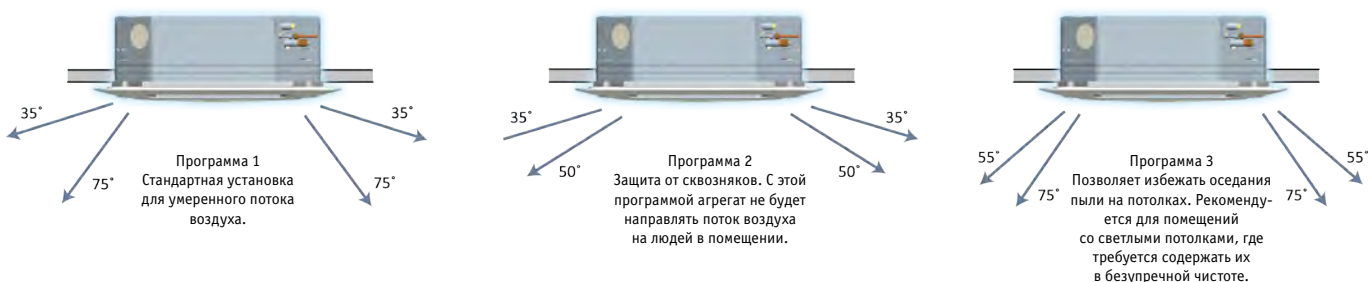 35˚
35˚
75˚
75˚
Программа 1
Стандартная установка
для умеренного потока
воздуха.
35˚
35˚
50˚
50˚
Программа 2
Защита от сквозняков. С этой
программой агрегат не будет
направлять поток воздуха
на людей в помещении.
55˚
55˚
75˚
75˚
Программа 3
Позволяет избежать оседания
пыли на потолках. Рекоменду-
ется для помещений
со светлыми потолками, где
требуется содержать их
в безупречной чистоте.